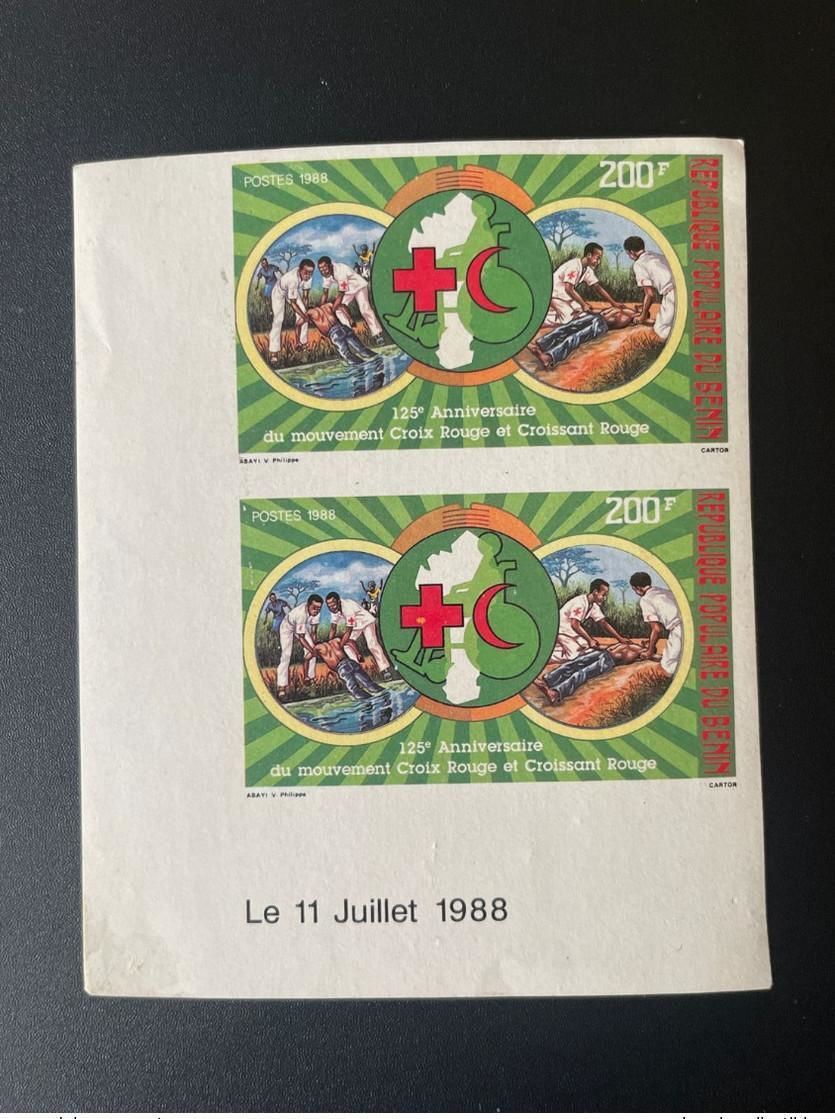 POSTES 1988
200F
REPUBLIQUE POPULAIRE DU BENIN
125e Anniversaire
du mouvement Croix Rouge et Croissant Rouge
ABAYI V. Philippe
CARTOR
POSTES 1988
200F
REPUBLIQUE POPULAIRE DU BENIN
125e Anniversaire
du mouvement Croix Rouge et Croissant Rouge
ABAYI V. Philippe
CARTOR
Le 11 Juillet 1988